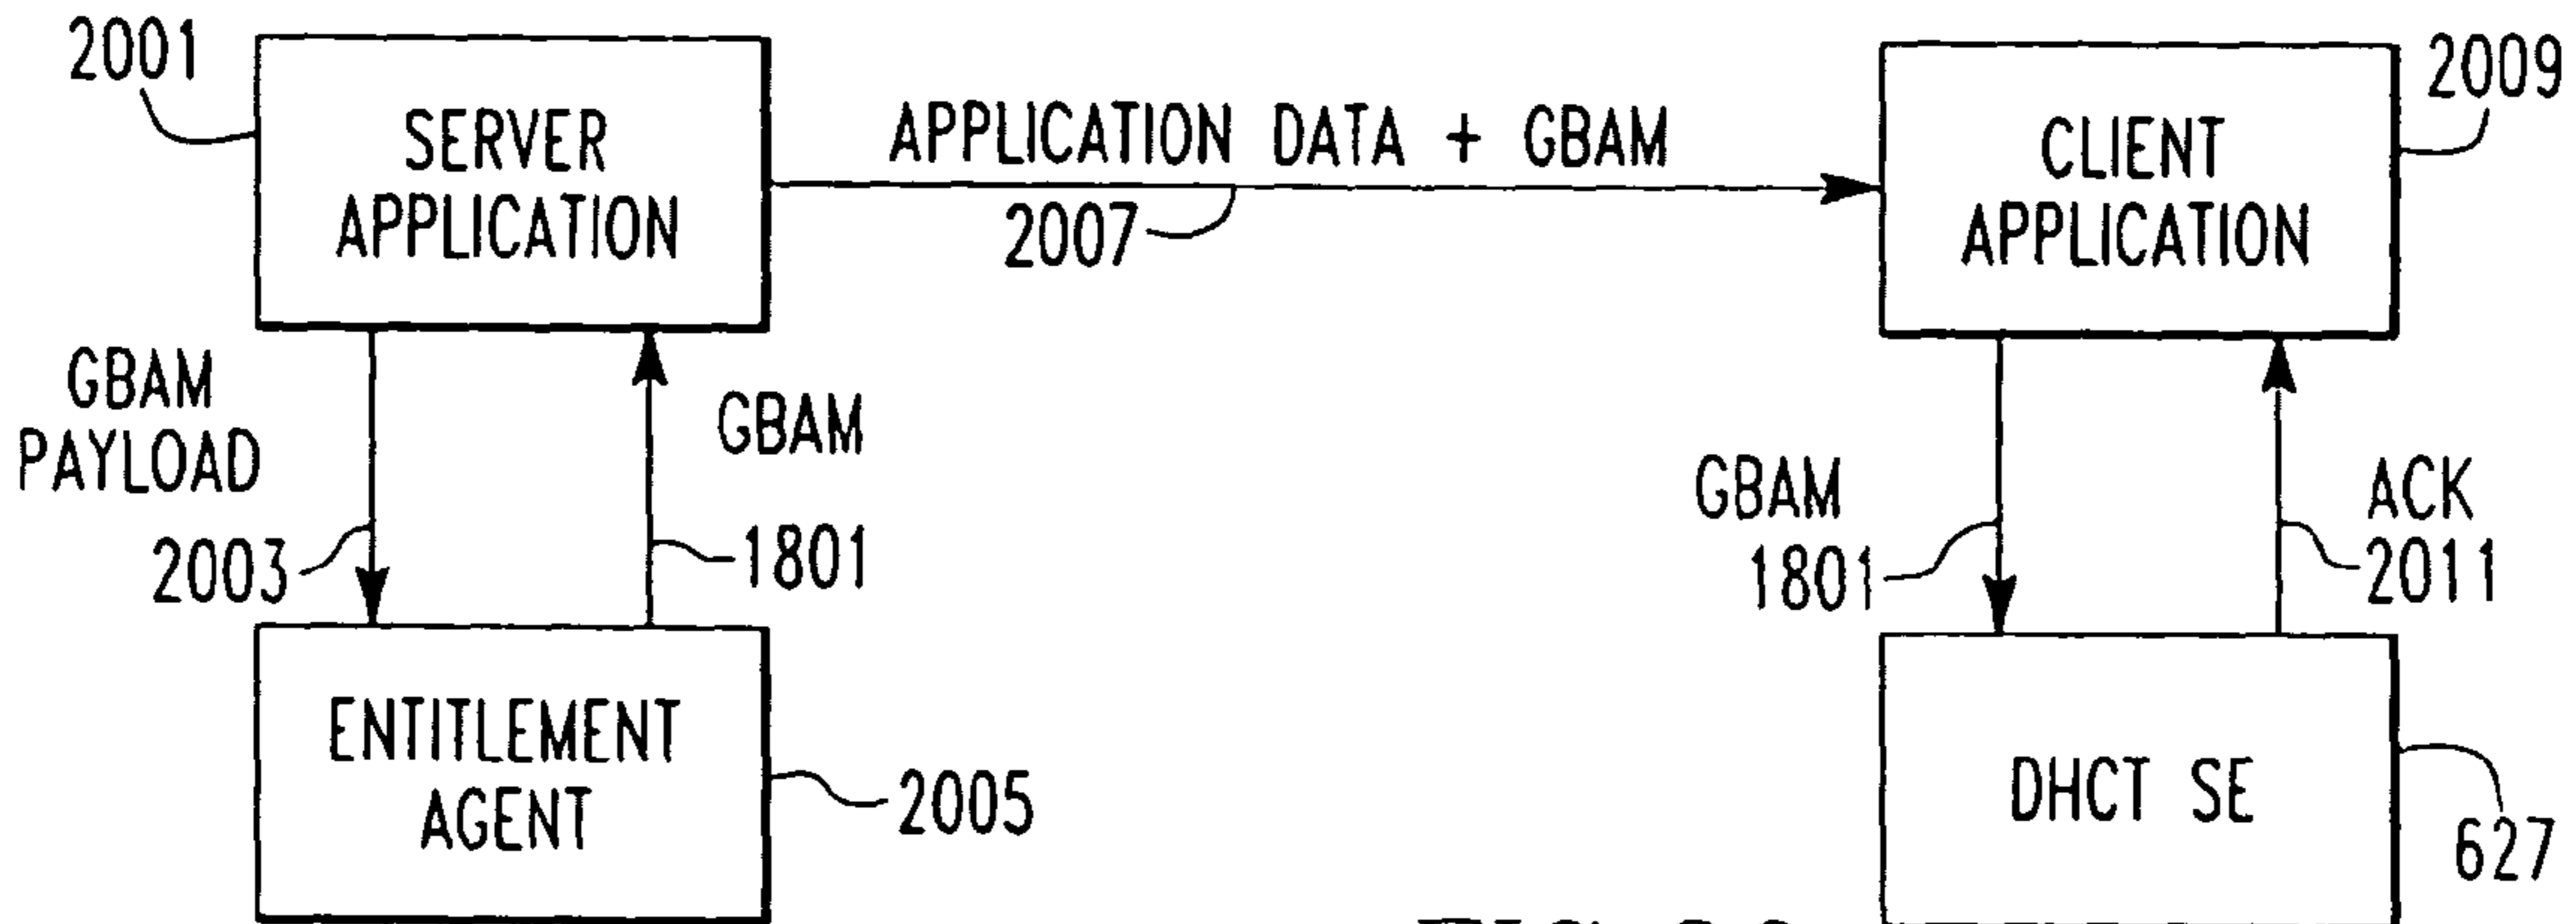 2001
SERVER
APPLICATION
APPLICATION DATA + GBAM
2007
CLIENT
APPLICATION
2009
GBAM
PAYLOAD
2003
GBAM
1801
GBAM
1801
ACK
2011
ENTITLEMENT
AGENT
2005
DHCT SE
627